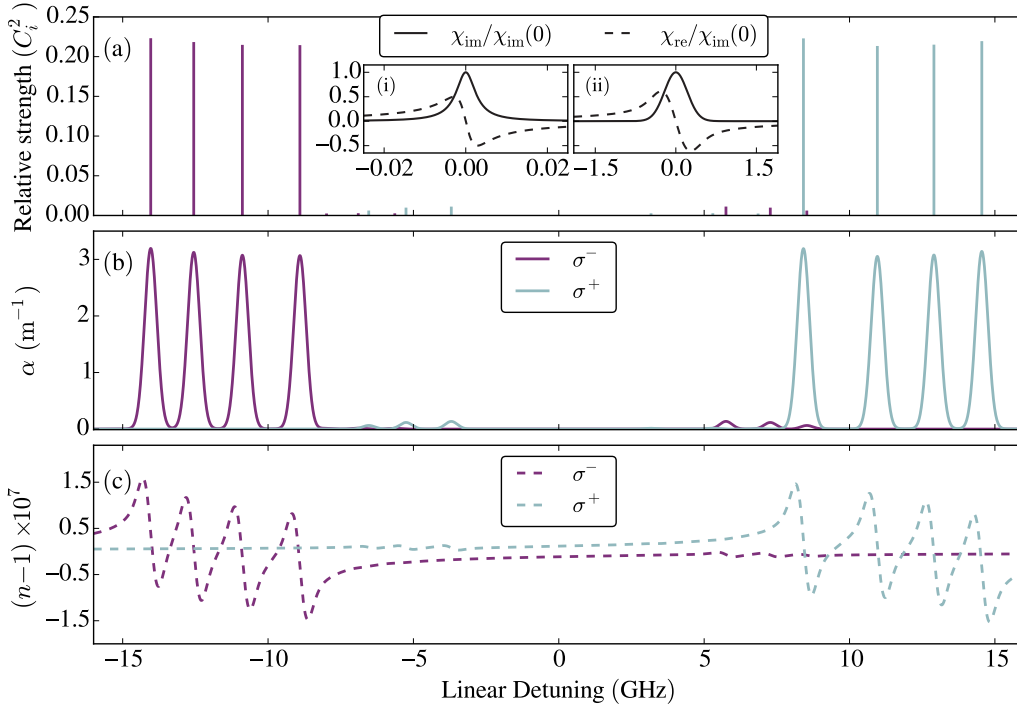 0.25
0.20
0.15
0.10
0.05
0.00
Relative strength (C_i^2)
(a)
χ_im/χ_im(0) χ_re/χ_im(0)
1.0
0.5
0.0
−0.5
(i)
−0.02 0.00 0.02
(ii)
−1.5 0.0 1.5
3
2
1
0
α (m^−1)
(b)
σ^−
σ^+
1.5
0.5
−0.5
−1.5
(n−1) ×10^7
(c)
σ^−
σ^+
−15 −10 −5 0 5 10 15
Linear Detuning (GHz)